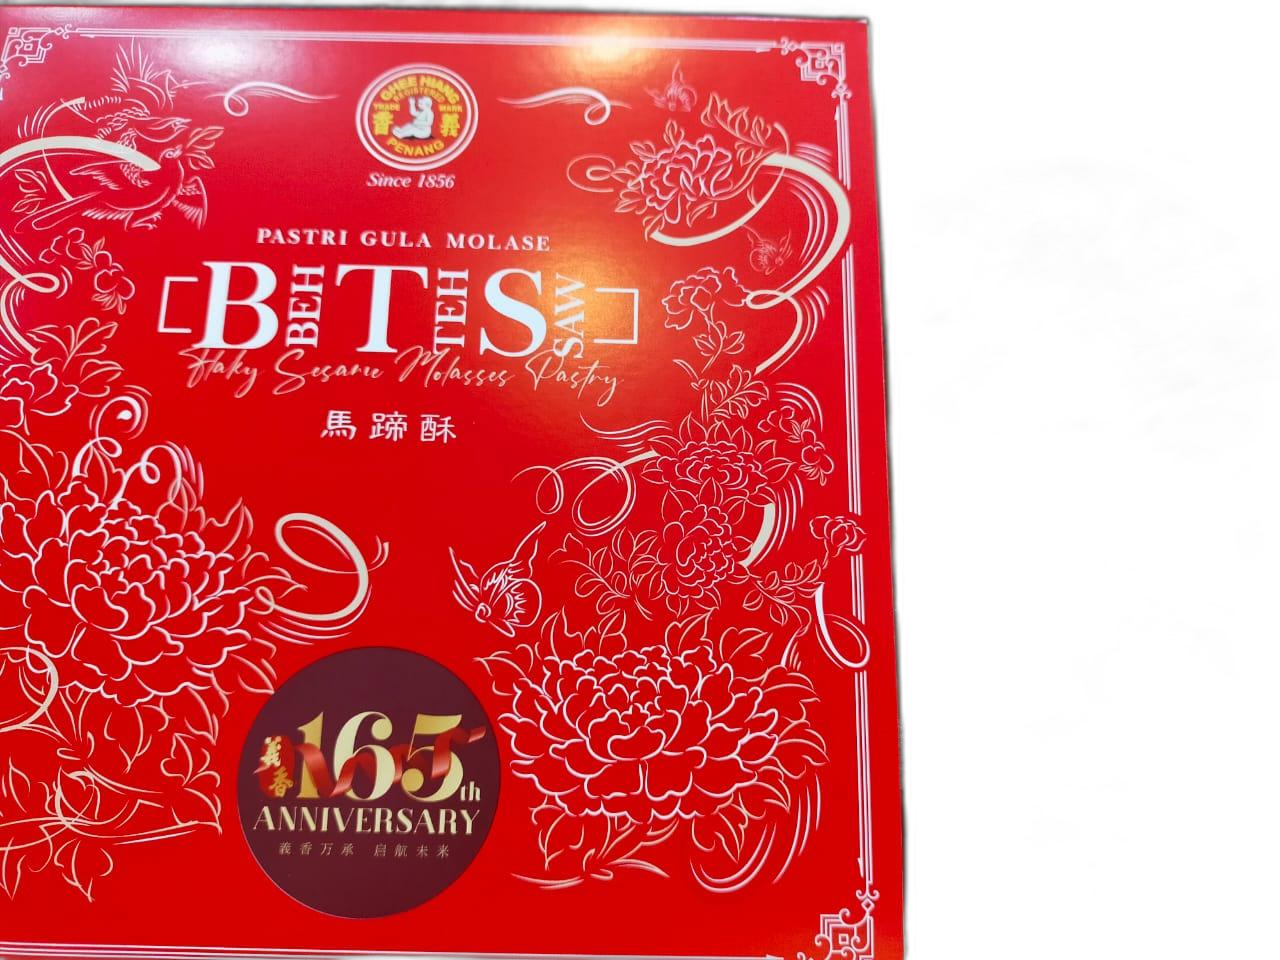 GHEE HIANG
REGISTERED
TRADE MARK
香 義
PENANG
Since 1856
PASTRI GULA MOLASE
BTS
BEH TEH SAW
Flaky Sesame Molasses Pastry
馬蹄酥
義香
165th
ANNIVERSARY
義香万承 启航未来